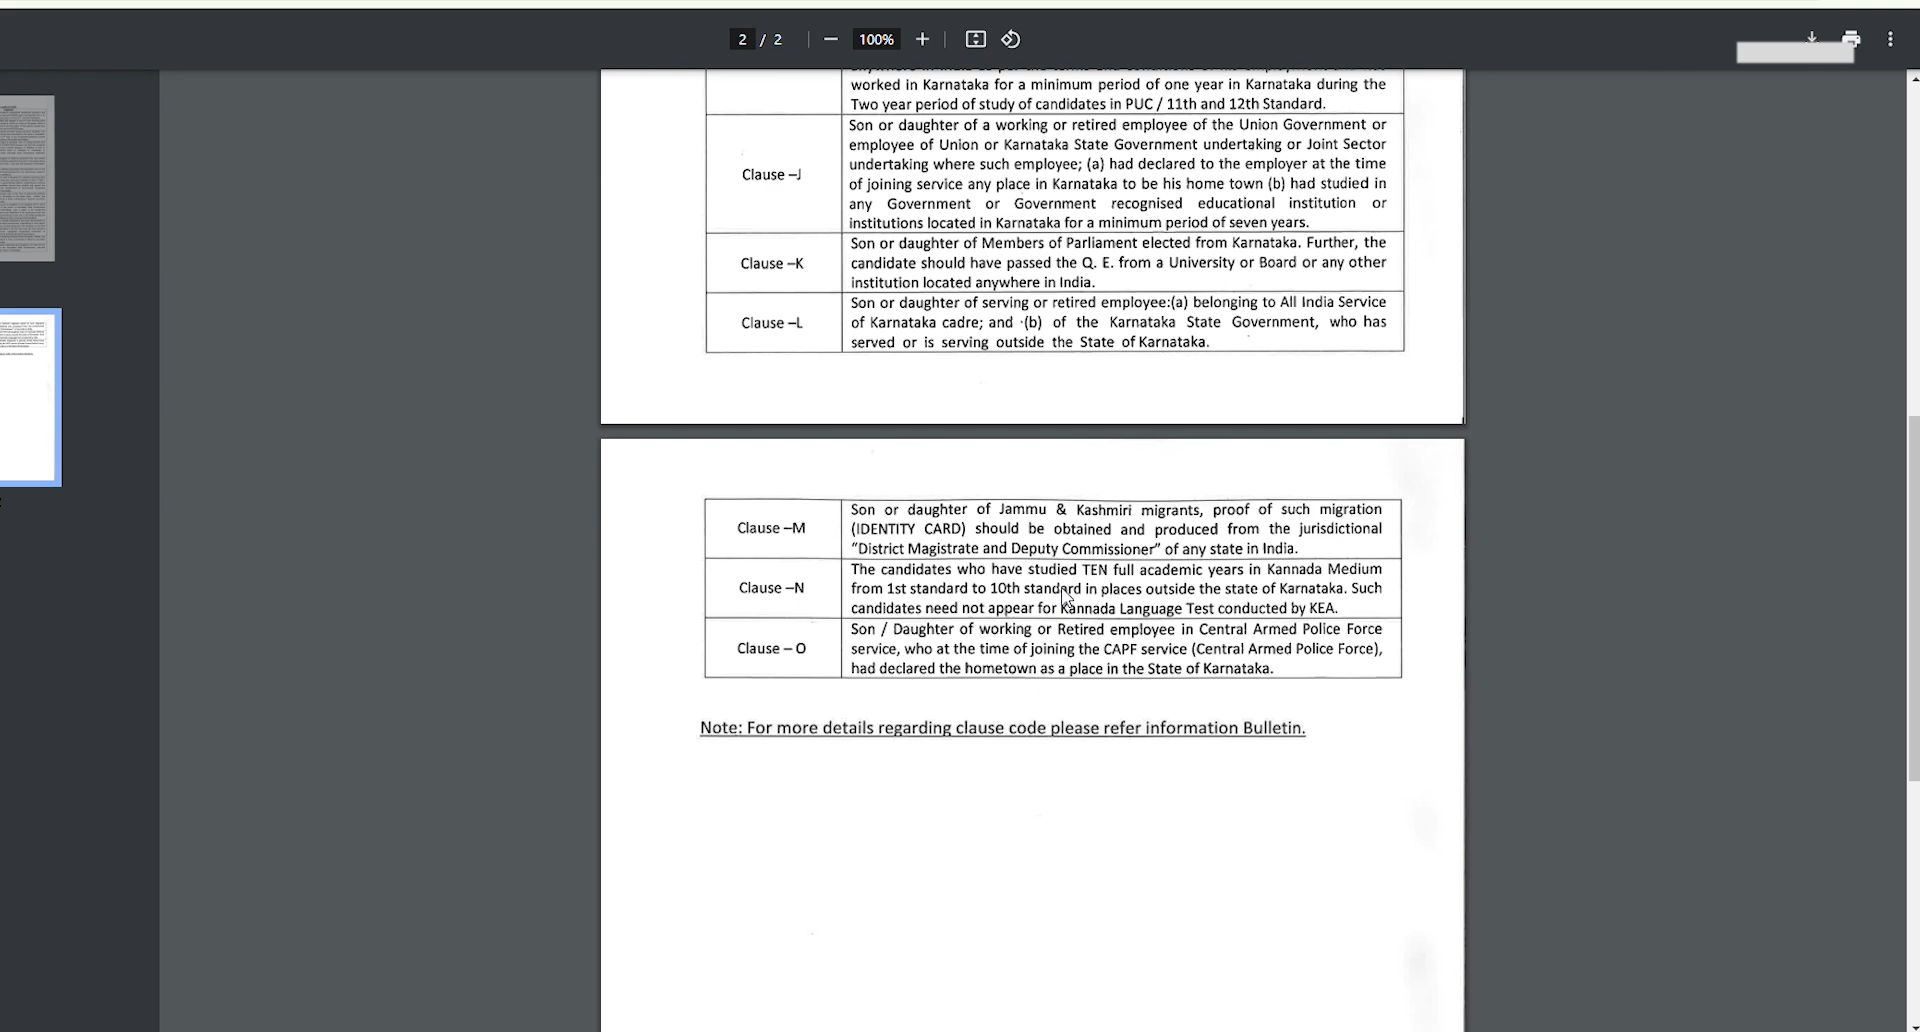 2 / 2
100%
worked in Karnataka for a minimum period of one year in Karnataka during the
Two year period of study of candidates in PUC / 11th and 12th Standard.
Clause –J
Son or daughter of a working or retired employee of the Union Government or
employee of Union or Karnataka State Government undertaking or Joint Sector
undertaking where such employee; (a) had declared to the employer at the time
of joining service any place in Karnataka to be his home town (b) had studied in
any Government or Government recognised educational institution or
institutions located in Karnataka for a minimum period of seven years.
Clause –K
Son or daughter of Members of Parliament elected from Karnataka. Further, the
candidate should have passed the Q. E. from a University or Board or any other
institution located anywhere in India.
Clause –L
Son or daughter of serving or retired employee:(a) belonging to All India Service
of Karnataka cadre; and (b) of the Karnataka State Government, who has
served or is serving outside the State of Karnataka.
Clause –M
Son or daughter of Jammu & Kashmiri migrants, proof of such migration
(IDENTITY CARD) should be obtained and produced from the jurisdictional
“District Magistrate and Deputy Commissioner” of any state in India.
Clause –N
The candidates who have studied TEN full academic years in Kannada Medium
from 1st standard to 10th standard in places outside the state of Karnataka. Such
candidates need not appear for Kannada Language Test conducted by KEA.
Clause – O
Son / Daughter of working or Retired employee in Central Armed Police Force
service, who at the time of joining the CAPF service (Central Armed Police Force),
had declared the hometown as a place in the State of Karnataka.
Note: For more details regarding clause code please refer information Bulletin.